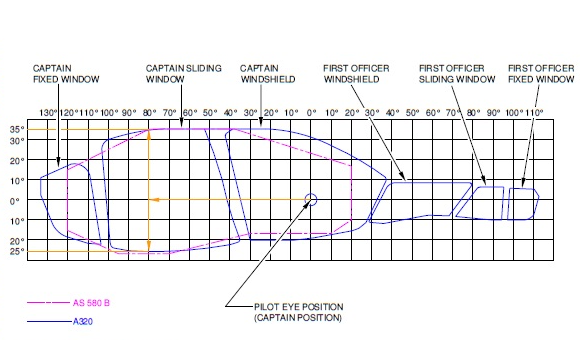 CAPTAIN
FIXED WINDOW
CAPTAIN SLIDING
WINDOW
CAPTAIN
WINDSHIELD
FIRST OFFICER
WINDSHIELD
FIRST OFFICER
SLIDING WINDOW
FIRST OFFICER
FIXED WINDOW
130° 120° 110° 100° 90° 80° 70° 60° 50° 40° 30° 20° 10° 0° 10° 20° 30° 40° 50° 60° 70° 80° 90° 100° 110°
35°
30°
20°
10°
0°
10°
20°
25°
AS 580 B
A320
PILOT EYE POSITION
(CAPTAIN POSITION)